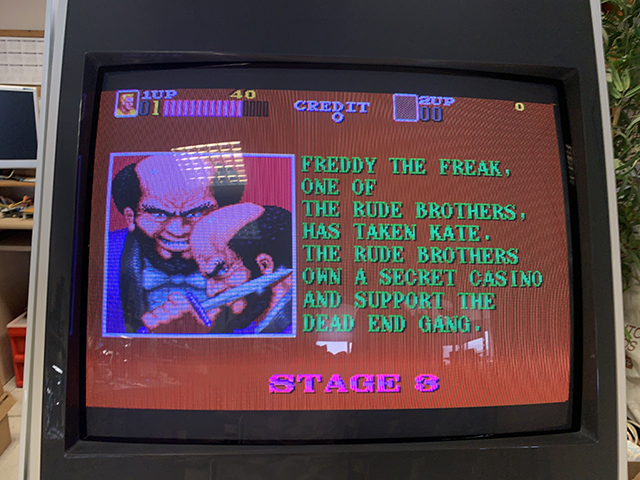 1UP 40 CREDIT 2UP 0
01 0 00
FREDDY THE FREAK,
ONE OF
THE RUDE BROTHERS,
HAS TAKEN KATE.
THE RUDE BROTHERS
OWN A SECRET CASINO
AND SUPPORT THE
DEAD END GANG.
STAGE 3